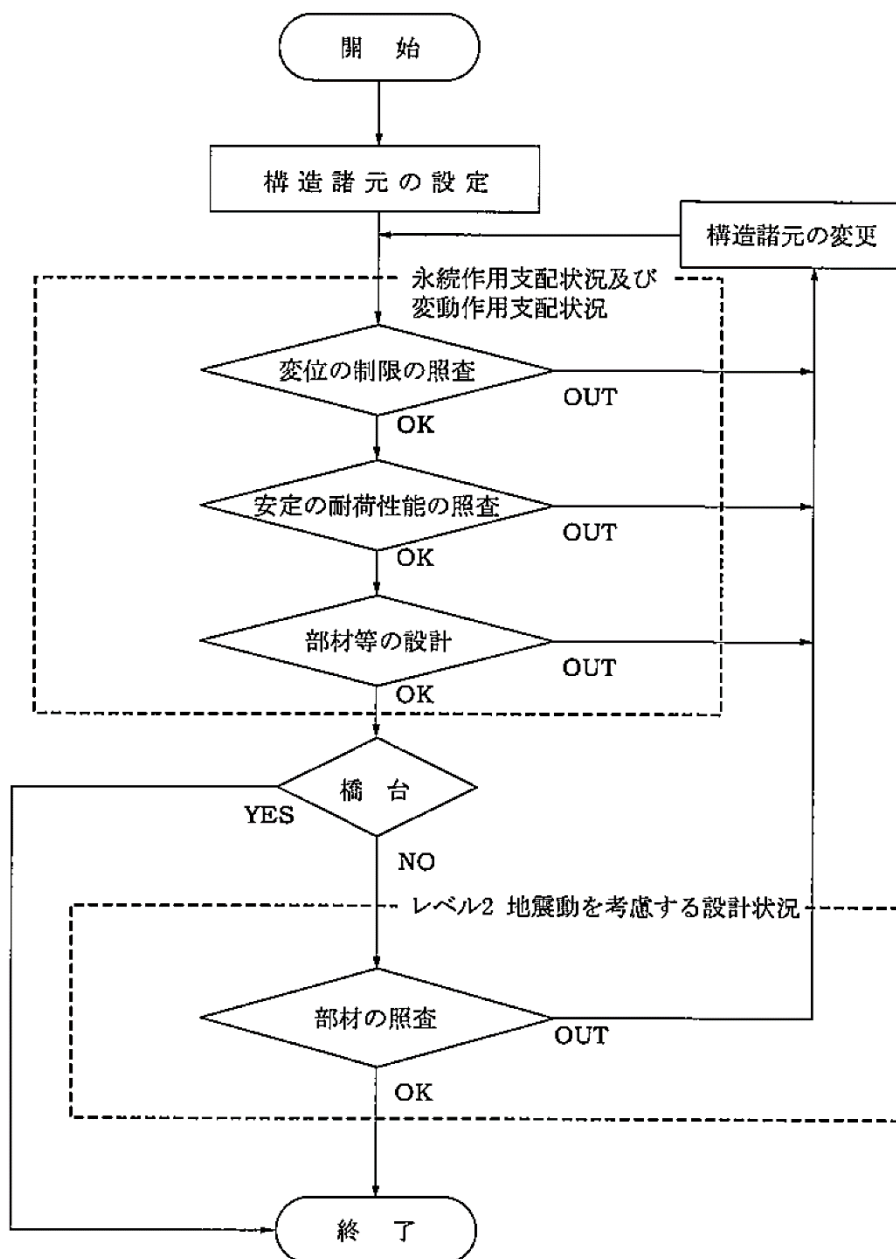 開 始
構造諸元の設定
構造諸元の変更
永続作用支配状況及び
変動作用支配状況
変位の制限の照査
OUT
OK
安定の耐荷性能の照査
OUT
OK
部材等の設計
OUT
OK
橋 台
YES
NO
レベル2 地震動を考慮する設計状況
部材の照査
OUT
OK
終 了